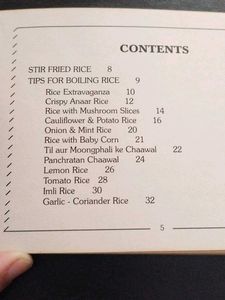 CONTENTS
STIR FRIED RICE 8
TIPS FOR BOILING RICE 9
Rice Extravaganza 10
Crispy Anaar Rice 12
Rice with Mushroom Slices 14
Cauliflower & Potato Rice 16
Onion & Mint Rice 20
Rice with Baby Corn 21
Til aur Moongphali ke Chaawal 22
Panchratan Chaawal 24
Lemon Rice 26
Tomato Rice 28
Imli Rice 30
Garlic - Coriander Rice 32
5